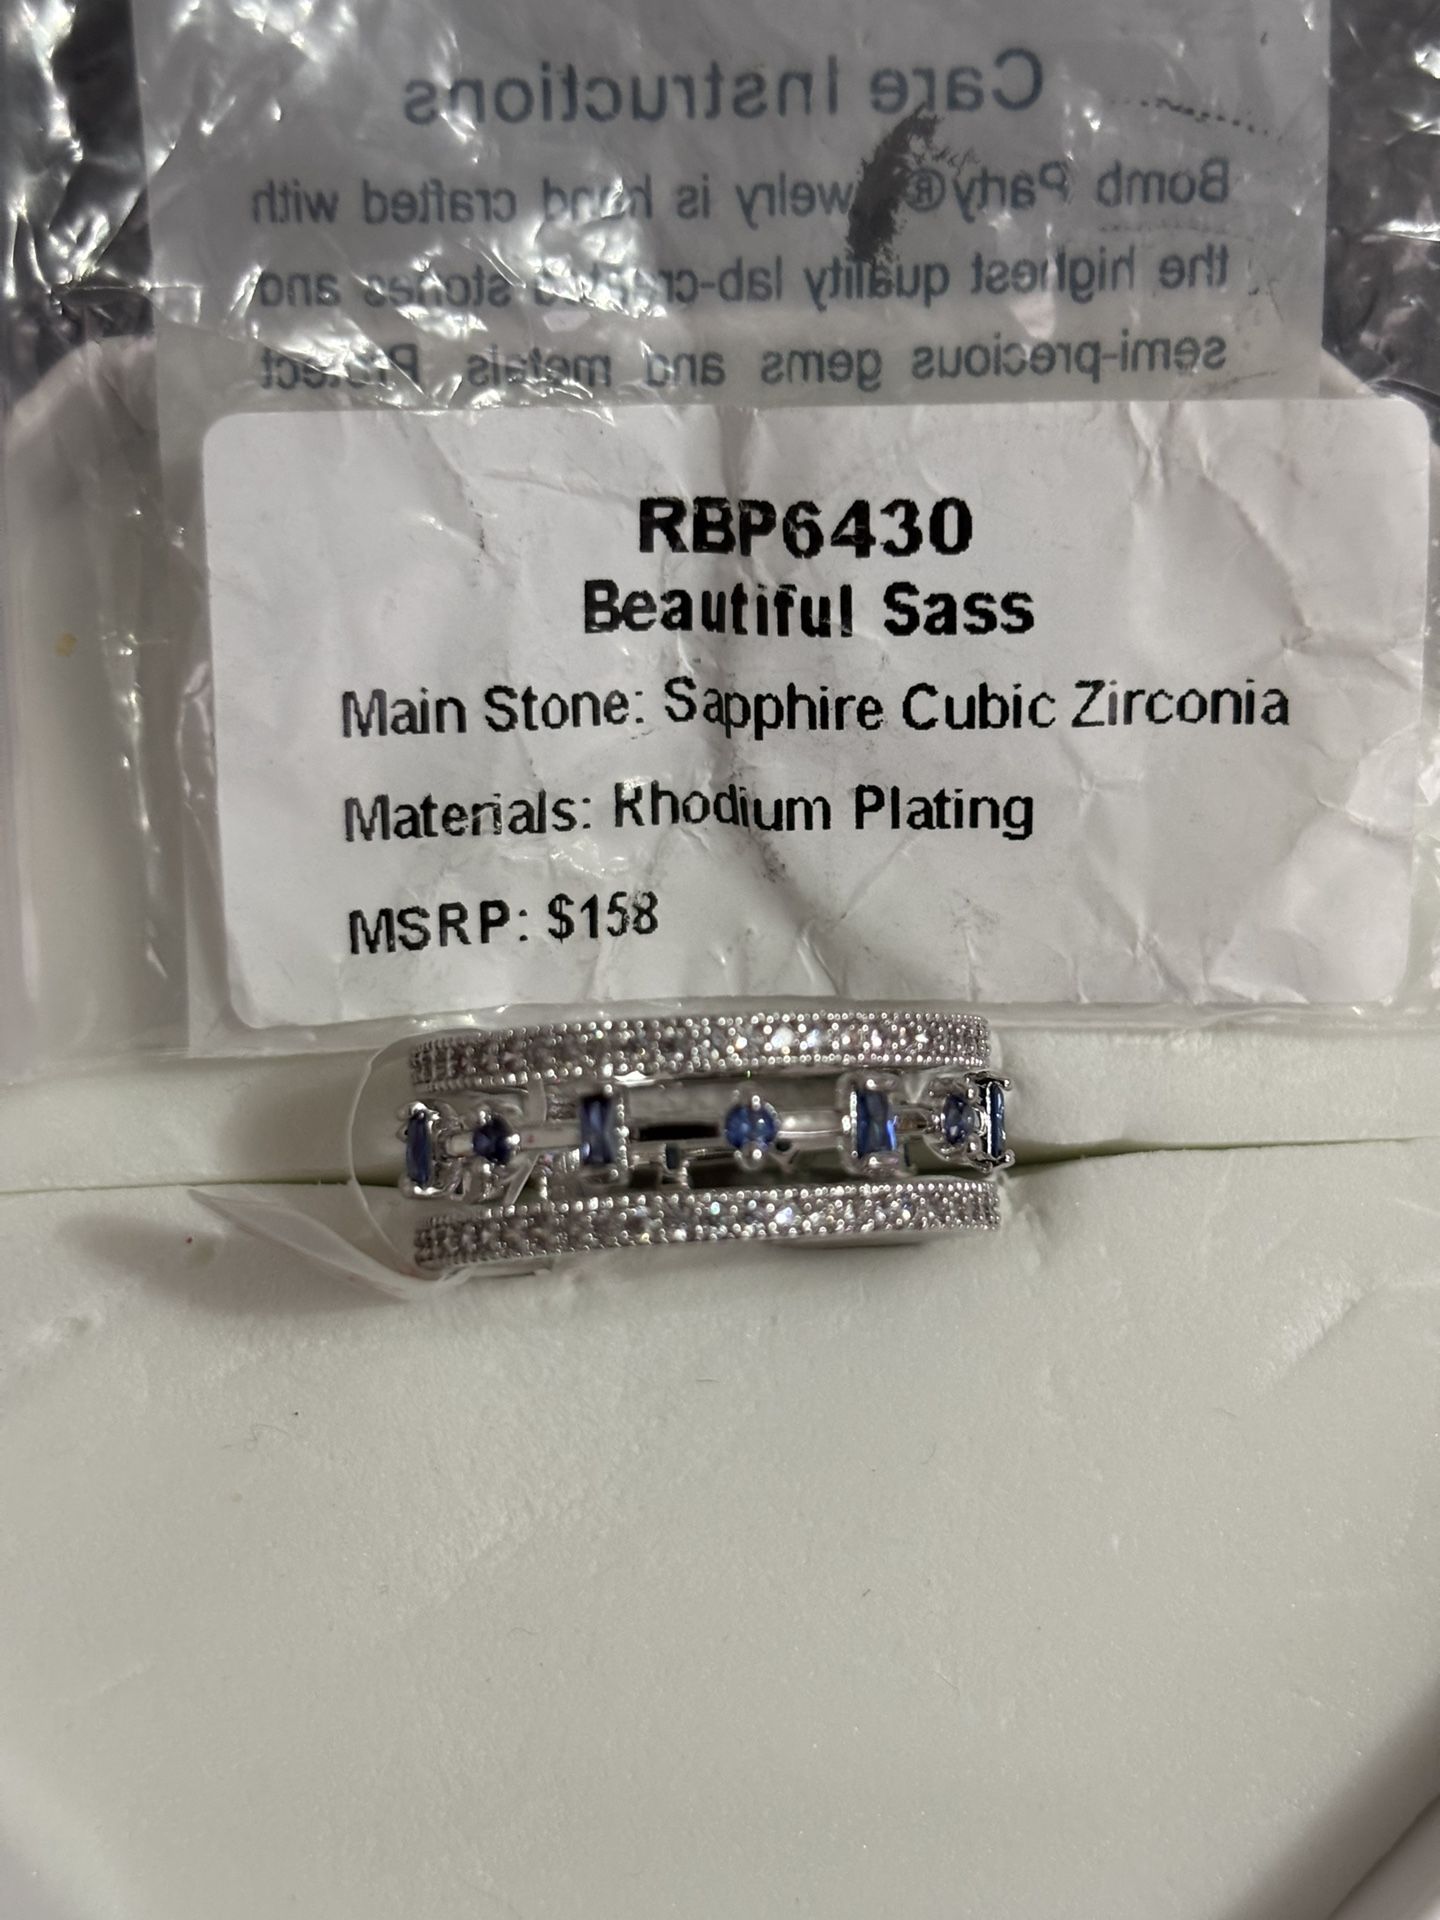 Care Instructions
Bomb Party® Jewelry is hand crafted with
the highest quality lab-created stones and
semi-precious gems and metals. Protect
RBP6430
Beautiful Sass
Main Stone: Sapphire Cubic Zirconia
Materials: Rhodium Plating
MSRP: $158